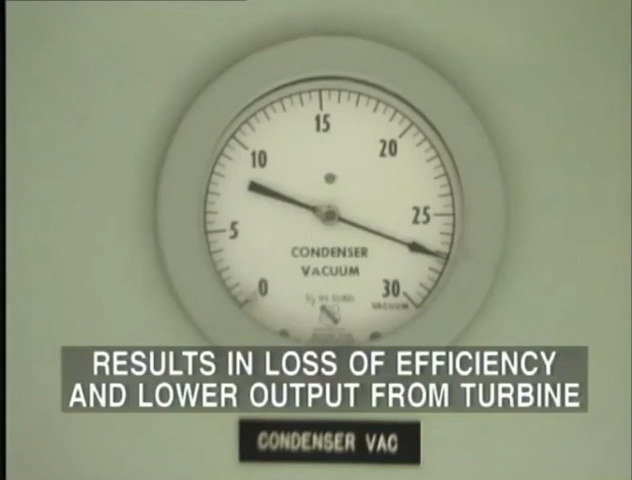 15
10
20
5
25
CONDENSER
VACUUM
0
30
VACUUM
RESULTS IN LOSS OF EFFICIENCY
AND LOWER OUTPUT FROM TURBINE
CONDENSER VAC